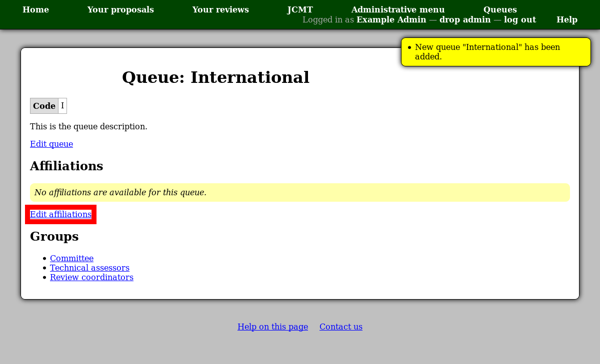 Home Your proposals Your reviews JCMT Administrative menu Queues
Logged in as Example Admin — drop admin — log out Help
New queue "International" has been
added.
Queue: International
Code I
This is the queue description.
Edit queue
Affiliations
No affiliations are available for this queue.
Edit affiliations
Groups
Committee
Technical assessors
Review coordinators
Help on this page Contact us